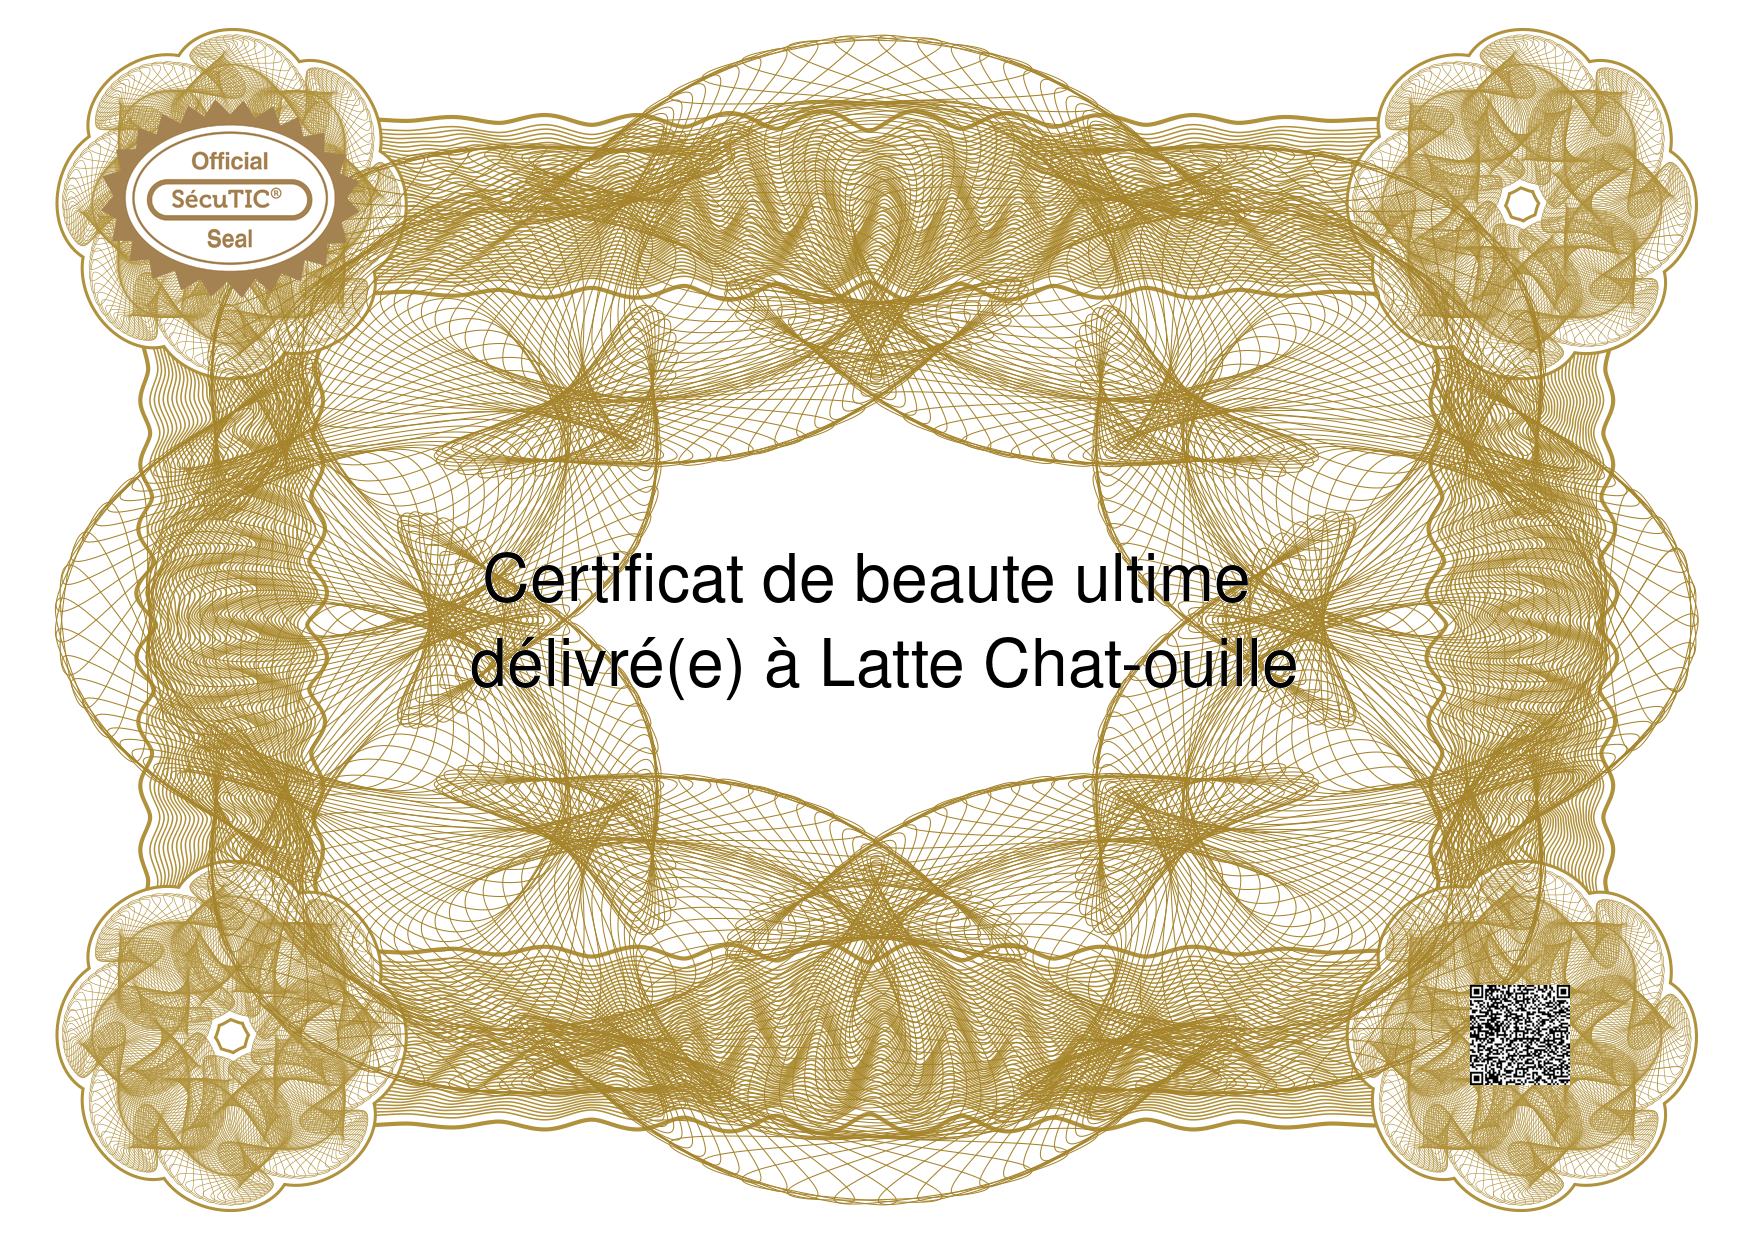 Official
SécuTIC®
Seal
Certificat de beaute ultime
délivré(e) à Latte Chat-ouille